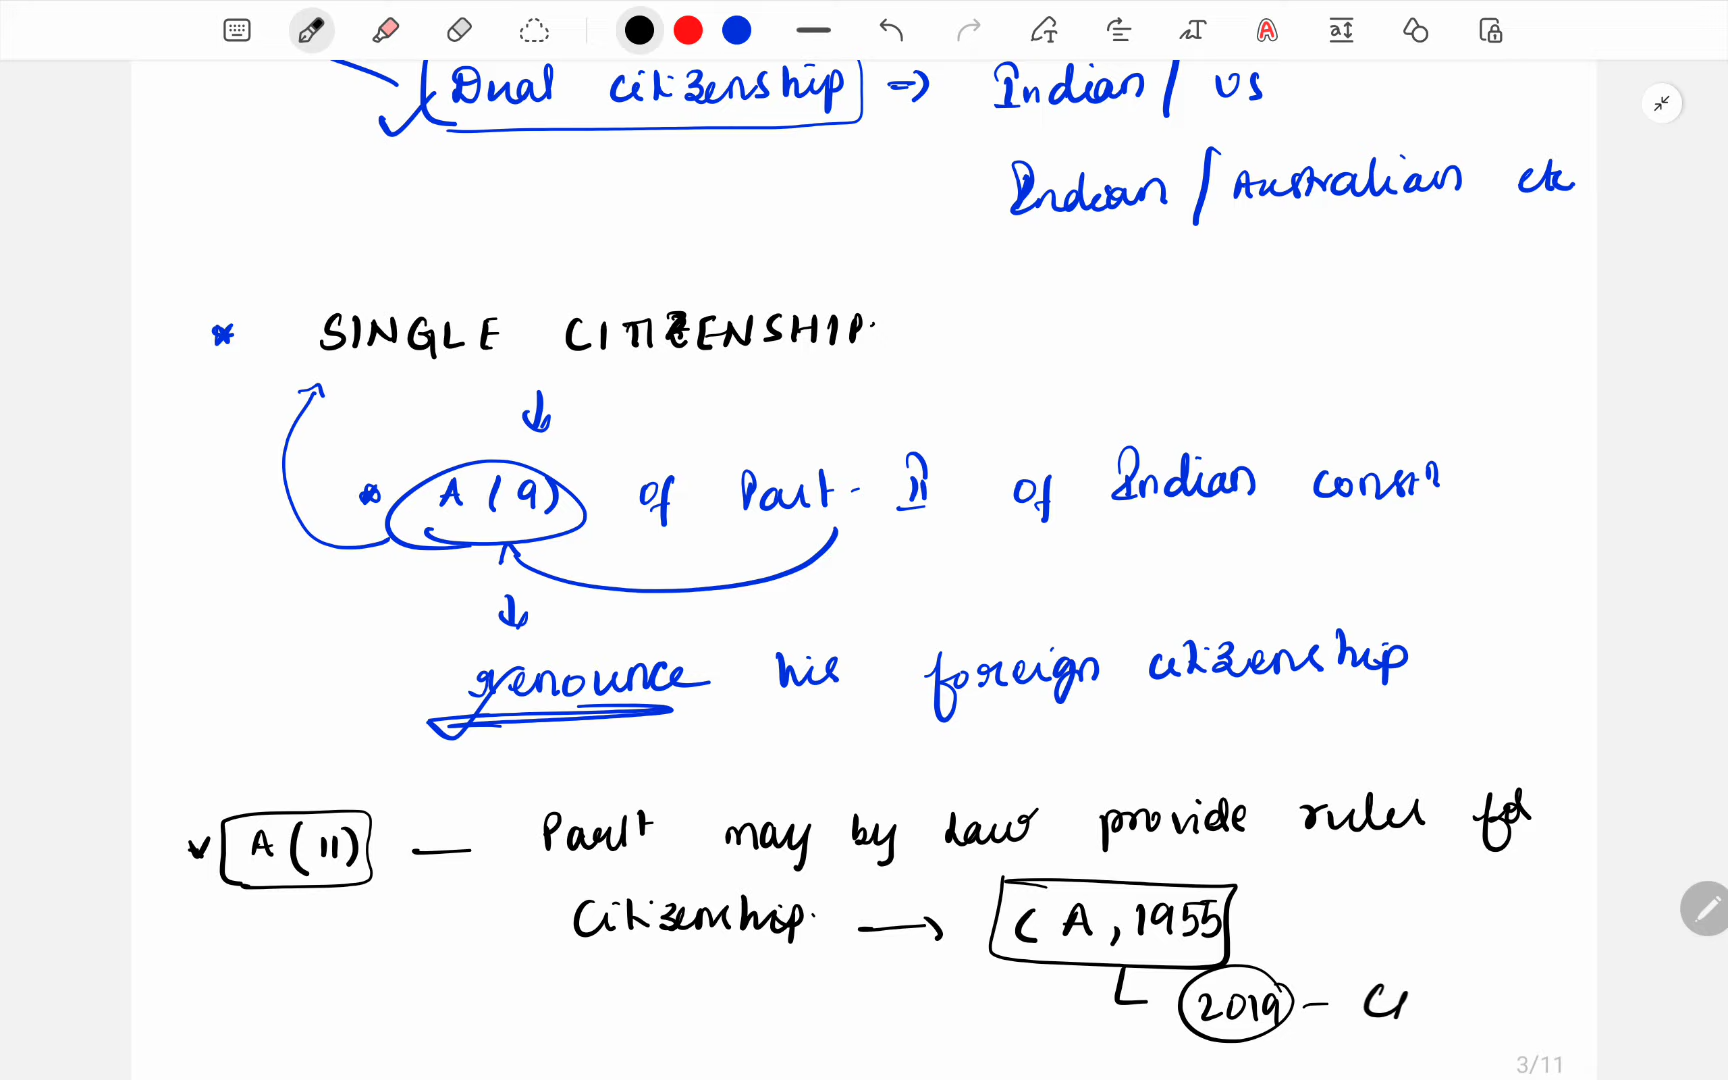 Dual citizenship → Indian / US
Indian / Australian etc
* SINGLE CITIZENSHIP.
↓
* A (9) of Part - II of Indian constn
↓
renounce his foreign citizenship
A (11) — Parlt may by Law provide rules for
Citizenship. → CA, 1955
2019 - C
3/11